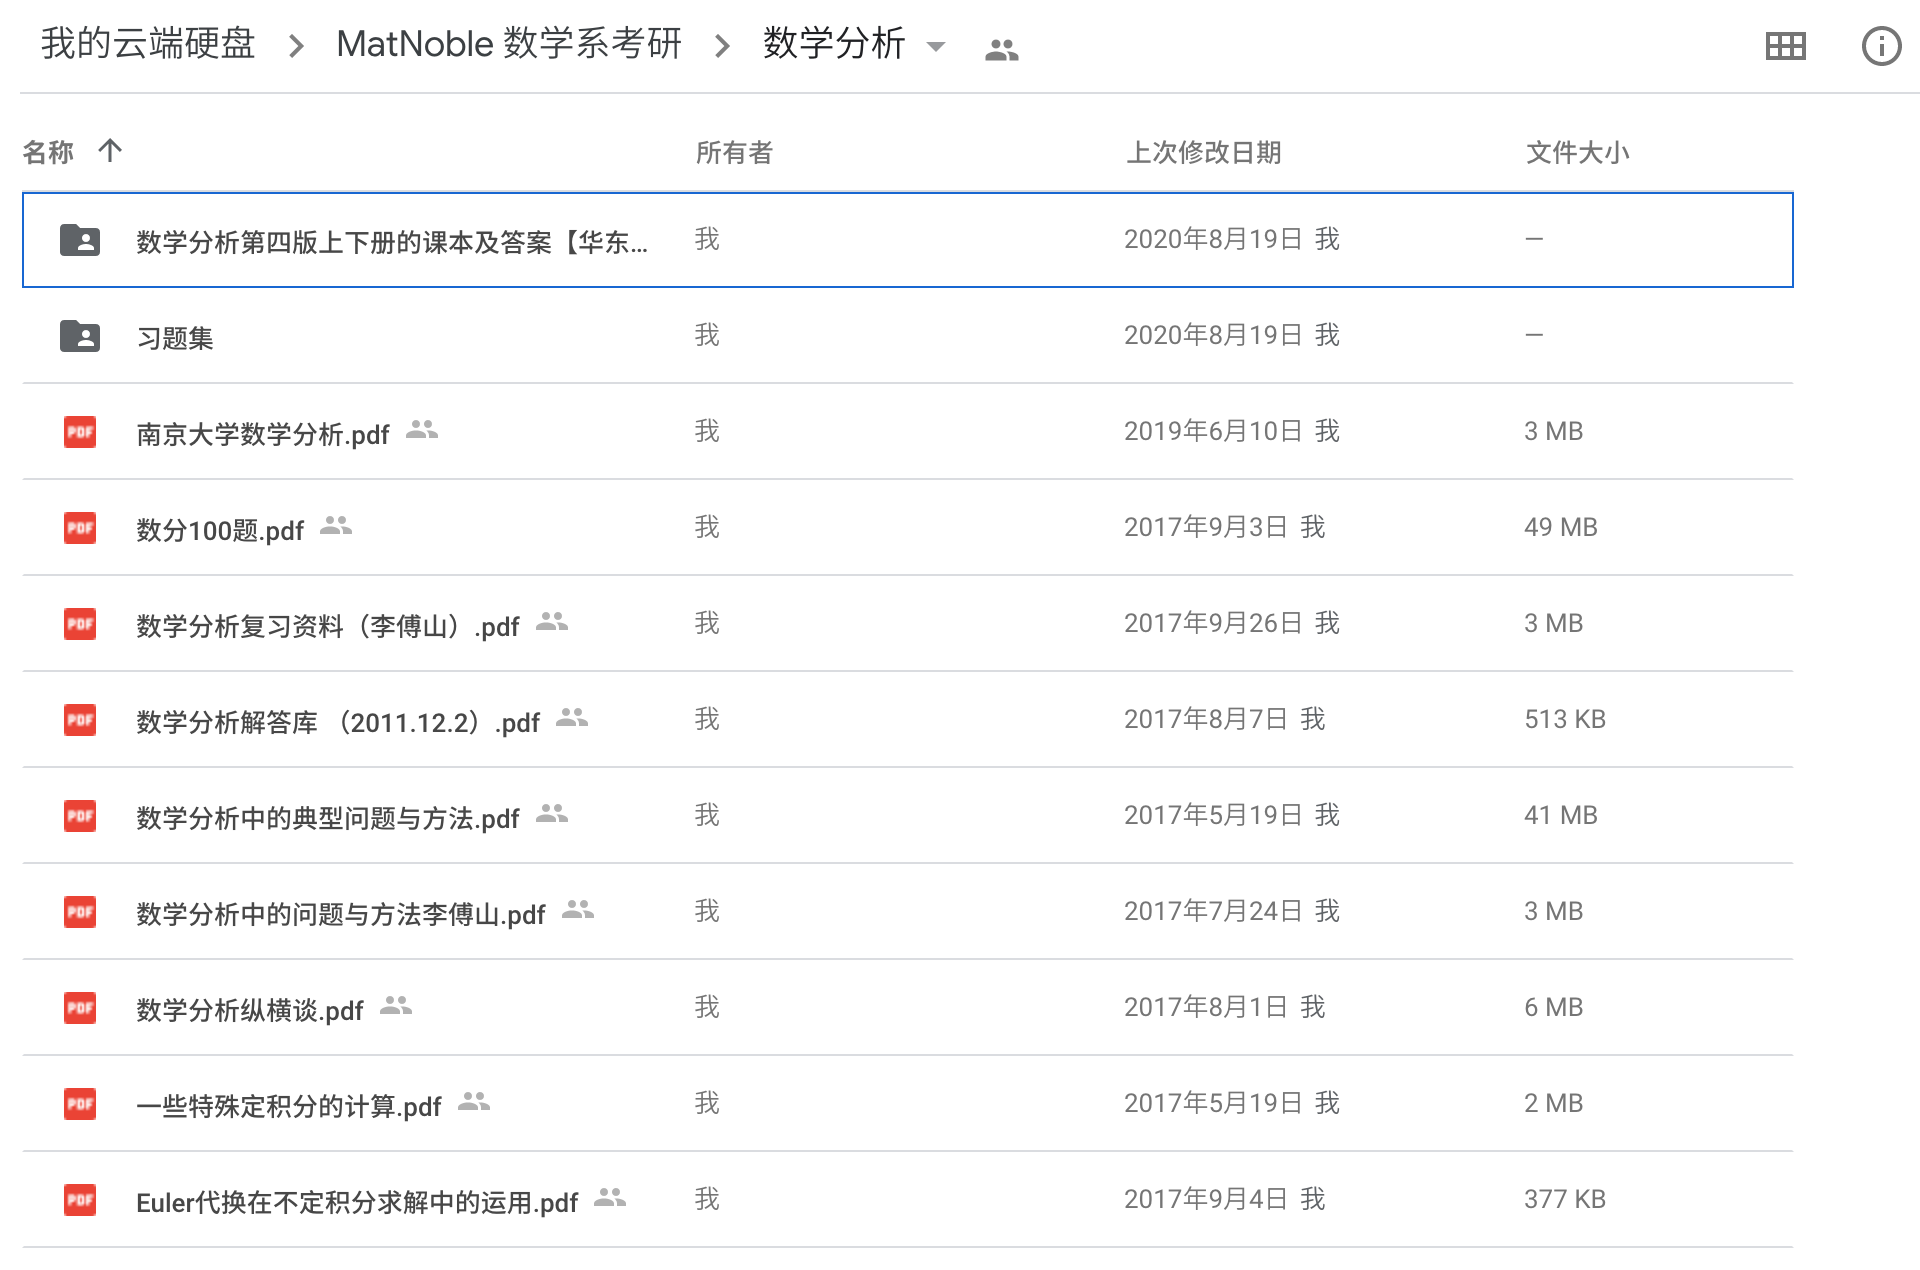 我的云端硬盘 > MatNoble 数学系考研 > 数学分析
名称 ↑ 所有者 上次修改日期 文件大小
数学分析第四版上下册的课本及答案【华东... 我 2020年8月19日 我 —
习题集 我 2020年8月19日 我 —
PDF 南京大学数学分析.pdf 我 2019年6月10日 我 3 MB
PDF 数分100题.pdf 我 2017年9月3日 我 49 MB
PDF 数学分析复习资料（李傅山）.pdf 我 2017年9月26日 我 3 MB
PDF 数学分析解答库 （2011.12.2）.pdf 我 2017年8月7日 我 513 KB
PDF 数学分析中的典型问题与方法.pdf 我 2017年5月19日 我 41 MB
PDF 数学分析中的问题与方法李傅山.pdf 我 2017年7月24日 我 3 MB
PDF 数学分析纵横谈.pdf 我 2017年8月1日 我 6 MB
PDF 一些特殊定积分的计算.pdf 我 2017年5月19日 我 2 MB
PDF Euler代换在不定积分求解中的运用.pdf 我 2017年9月4日 我 377 KB